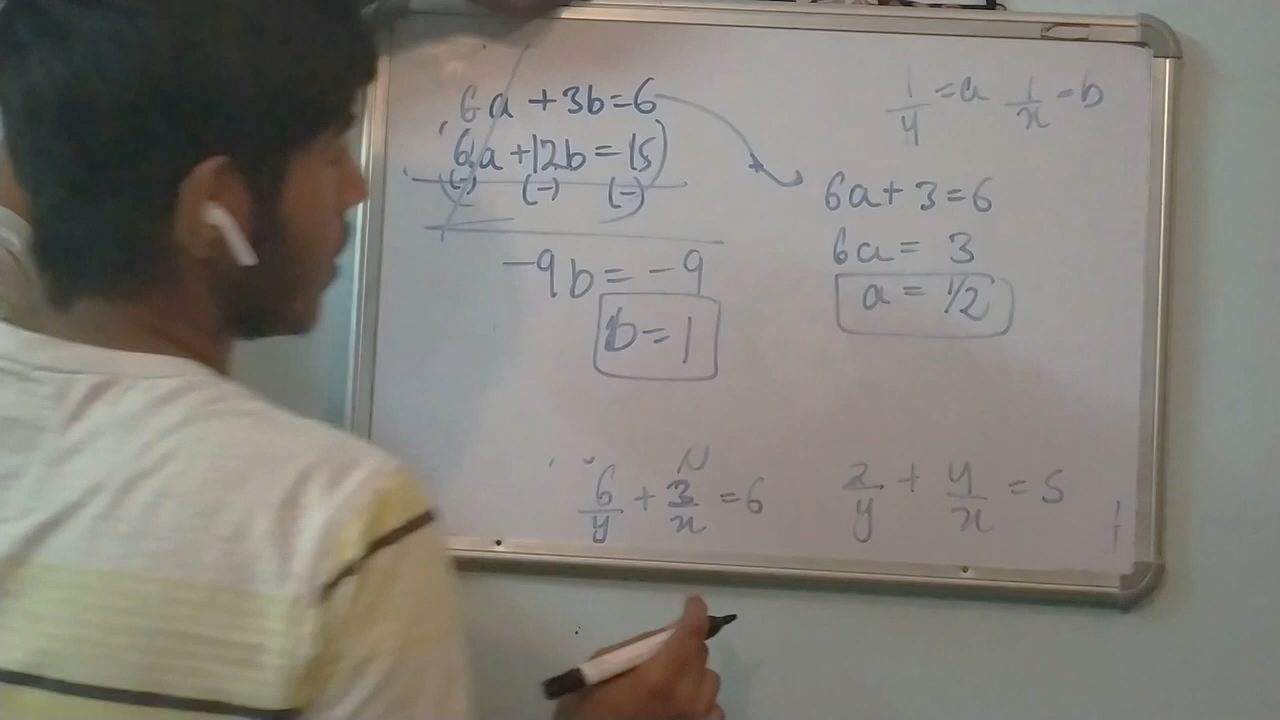 6a + 3b = 6
(6a + 12b = 15)
(-) (-) (-)
-9b = -9
b = 1
1/y = a 1/x = b
6a + 3 = 6
6a = 3
a = 1/2
6/y + 3/x = 6
2/y + 4/x = 5